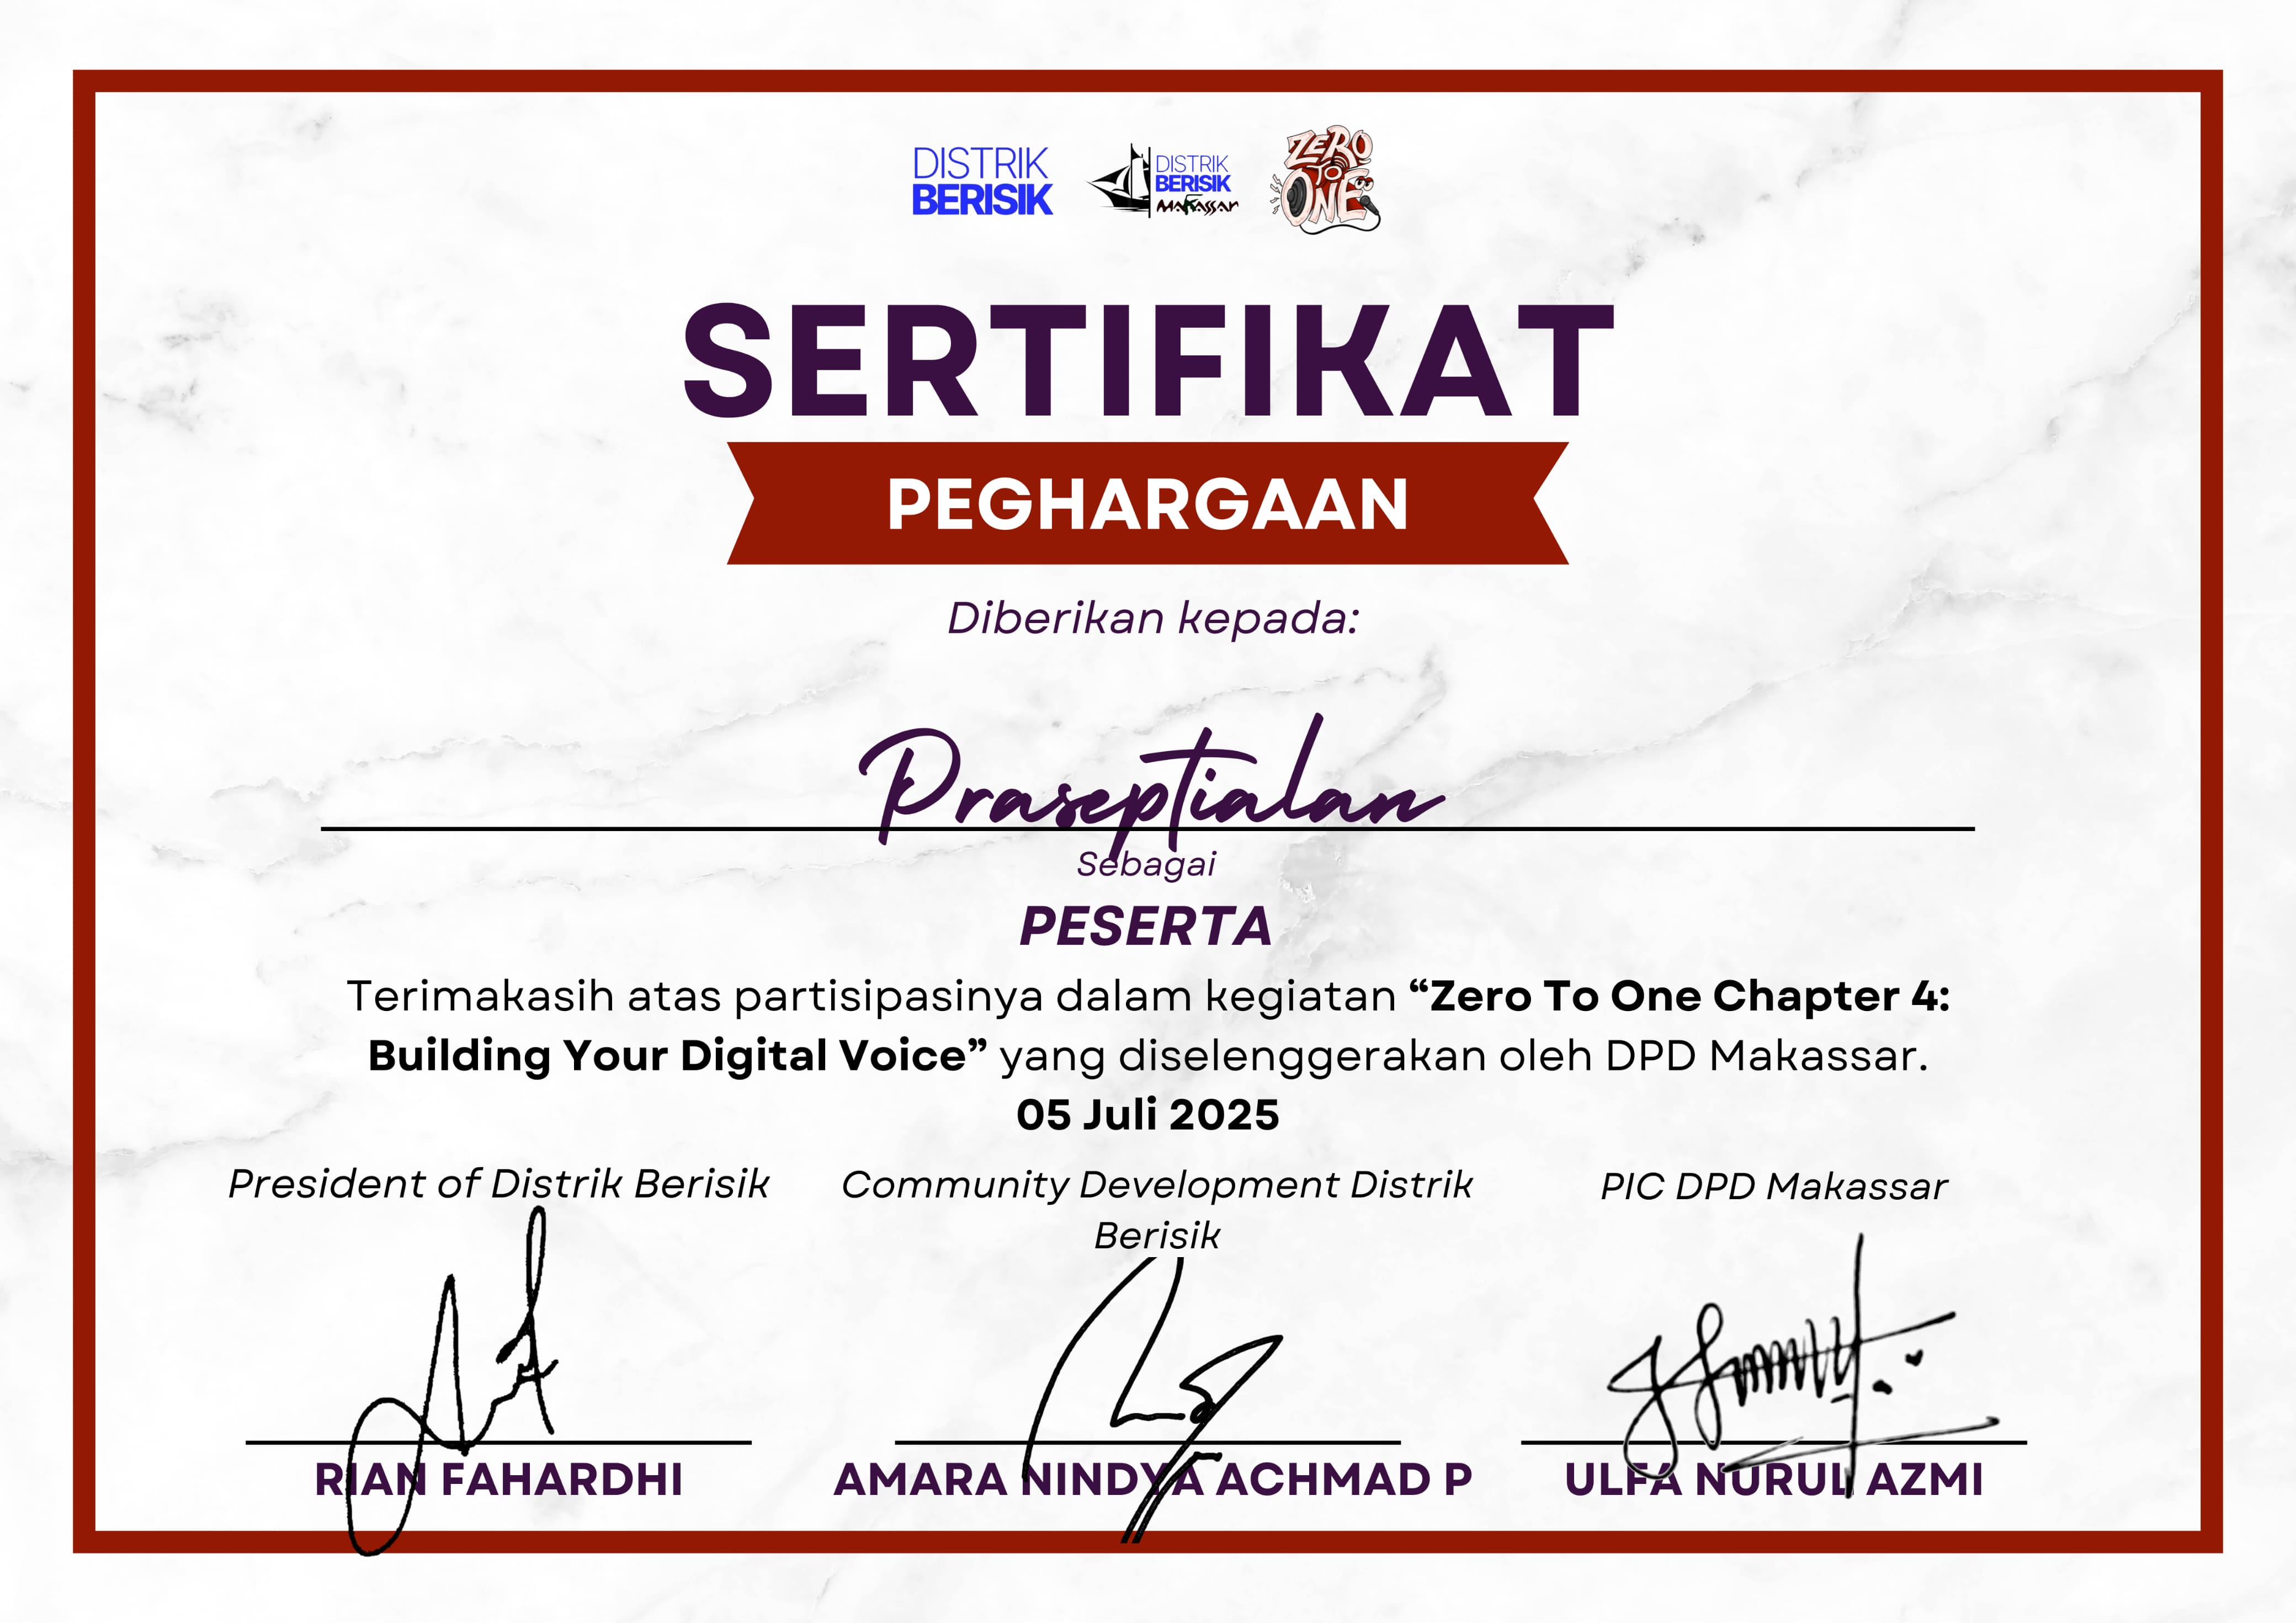 DISTRIK
BERISIK
DISTRIK
BERISIK
Makassar
ZERO
TO
ONE
SERTIFIKAT
PEGHARGAAN
Diberikan kepada:
Praseptialan
Sebagai
PESERTA
Terimakasih atas partisipasinya dalam kegiatan “Zero To One Chapter 4:
Building Your Digital Voice” yang diselenggerakan oleh DPD Makassar.
05 Juli 2025
President of Distrik Berisik
Community Development Distrik
Berisik
PIC DPD Makassar
RIAN FAHARDHI
AMARA NINDYA ACHMAD P
ULFA NURUL AZMI